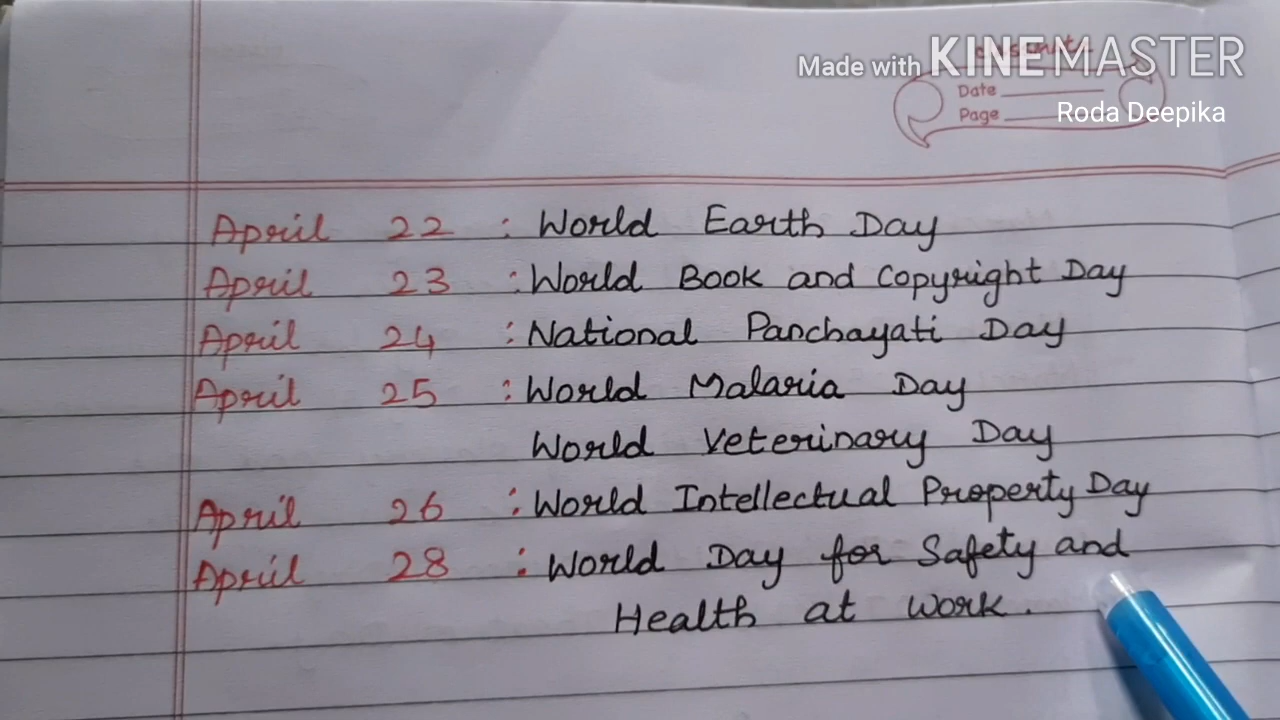 Made with KINEMASTER
Date
Page
Roda Deepika
April 22 : World Earth Day
April 23 : World Book and Copyright Day
April 24 : National Panchayati Day
April 25 : World Malaria Day
World Veterinary Day
April 26 : World Intellectual Property Day
April 28 : World Day for Safety and
Health at Work.